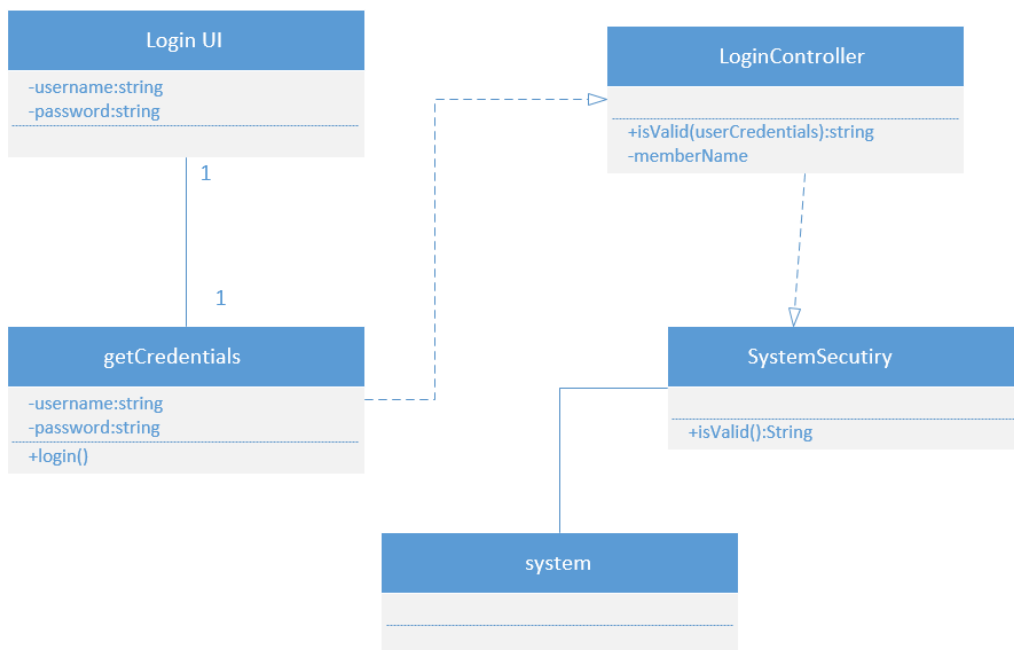 Login UI
-username:string
-password:string
1
1
getCredentials
-username:string
-password:string
+login()
LoginController
+isValid(userCredentials):string
-memberName
SystemSecutiry
+isValid():String
system